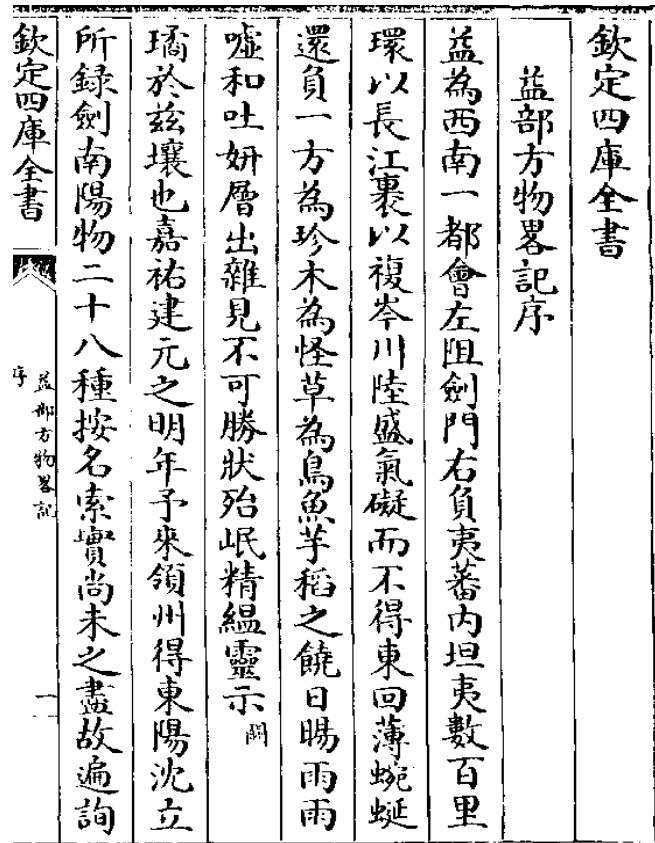 欽定四庫全書
益部方物畧記序
益為西南一都會左阻劍門右負夷蕃内坦夷數百里
環以長江裹以複岑川陸盛氣礙而不得東回薄蜿蜒
還負一方為珍木為怪草為鳥魚芋稻之饒日暘雨雨
嘘和吐妍層出雜見不可勝狀殆岷精緼靈示闕
璚於兹壤也嘉祐建元之明年予來領州得東陽沈立
所録劍南陽物二十八種按名索實尚未之盡故遍詢
欽定四庫全書
益部方物畧記
序
一